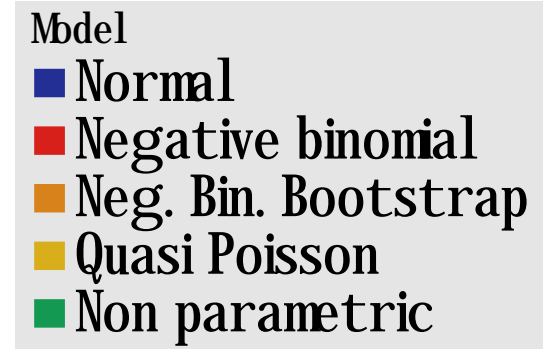 Model
Normal
Negative binomial
Neg. Bin. Bootstrap
Quasi Poisson
Non parametric